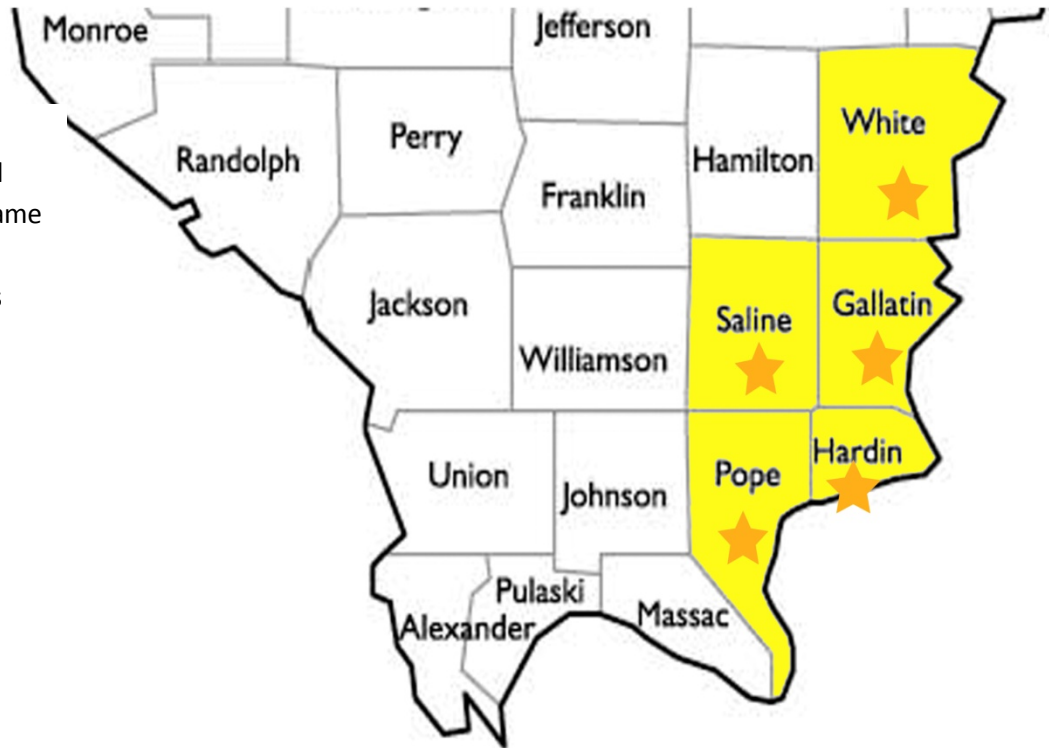 Monroe
Jefferson
White
Perry
Randolph
Hamilton
Franklin
Jackson
Saline
Gallatin
Williamson
Hardin
Union
Pope
Johnson
Pulaski
Massac
Alexander